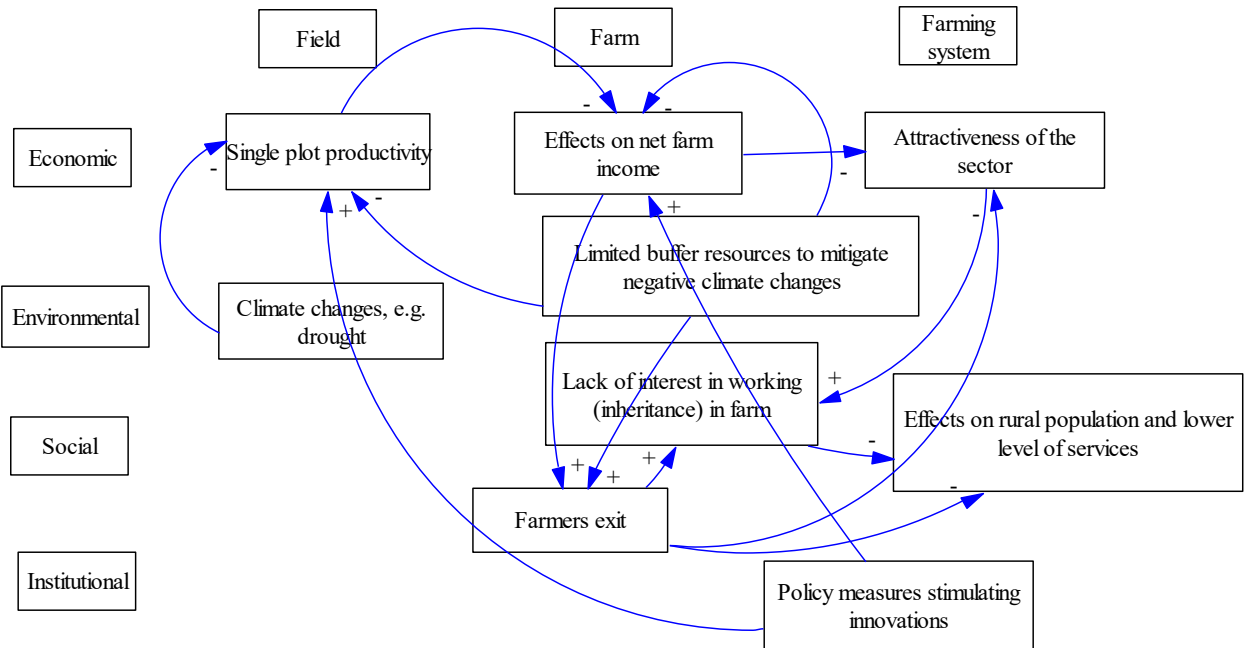 Field
Farm
Farming
system
-
-
Economic
Single plot productivity
-
Effects on net farm
income
-
Attractiveness of the
sector
+
-
+
-
Limited buffer resources to mitigate
negative climate changes
Environmental
Climate changes, e.g.
drought
Lack of interest in working
(inheritance) in farm
+
Effects on rural population and lower
level of services
-
Social
+
+
+
-
Farmers exit
Institutional
Policy measures stimulating
innovations